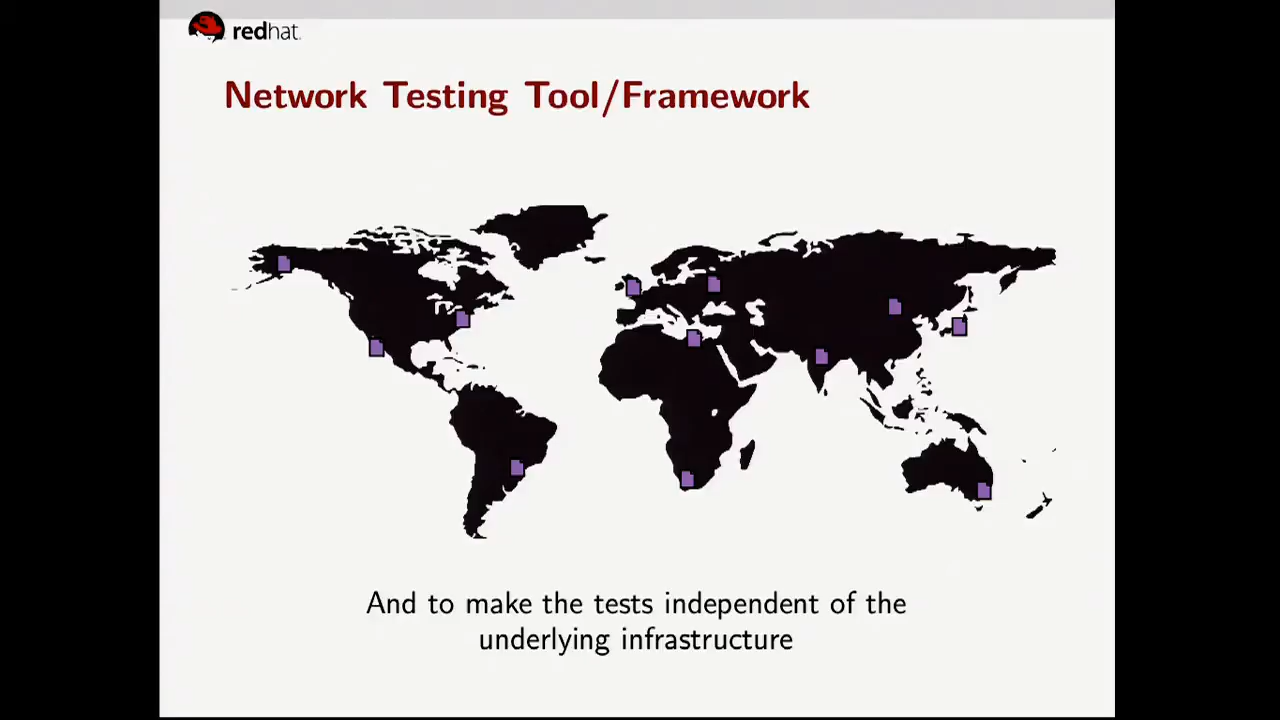 redhat.
Network Testing Tool/Framework
And to make the tests independent of the
underlying infrastructure